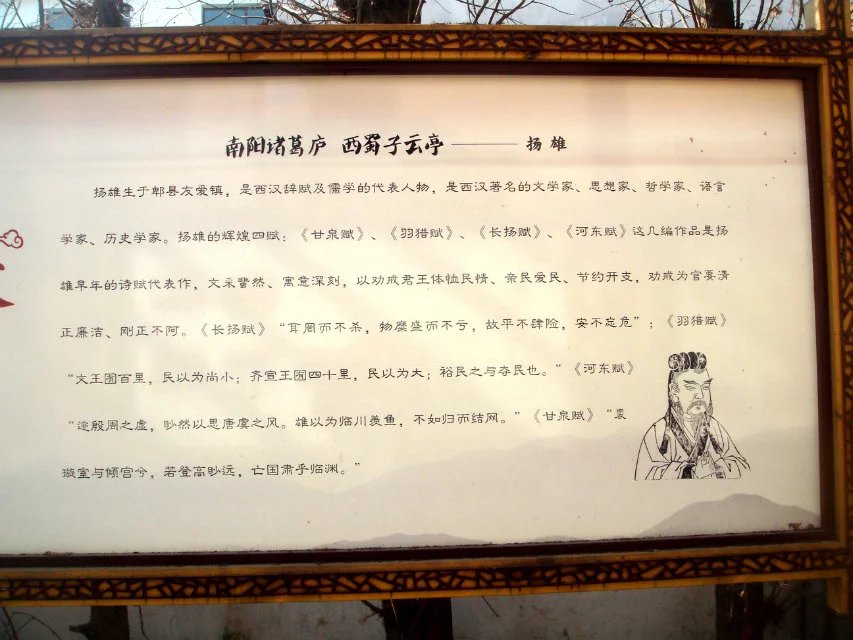 南阳诸葛庐 西蜀子云亭———扬雄
扬雄生于郫县友爱镇，是西汉辞赋及儒学的代表人物，是西汉著名的文学家、思想家、哲学家、语言
学家、历史学家。扬雄的辉煌四赋：《甘泉赋》、《羽猎赋》、《长扬赋》、《河东赋》这几编作品是扬
雄早年的诗赋代表作，文采斐然、寓意深刻，以劝戒君王体恤民情、亲民爱民、节约开支，劝戒为官要清
正廉洁、刚正不阿。《长扬赋》“耳罔而不杀，物糜盛而不亏，故平不肆险，安不忘危”；《羽猎赋》
“文王囿百里，民以为尚小；齐宣王囿四十里，民以为大；裕民之与夺民也。”《河东赋》
“迹殷周之虚，眇然以思唐虞之风。雄以为临川羡鱼，不如归而结网。”《甘泉赋》“袭
璇室与倾宫兮，若登高眇远，亡国肃乎临渊。”